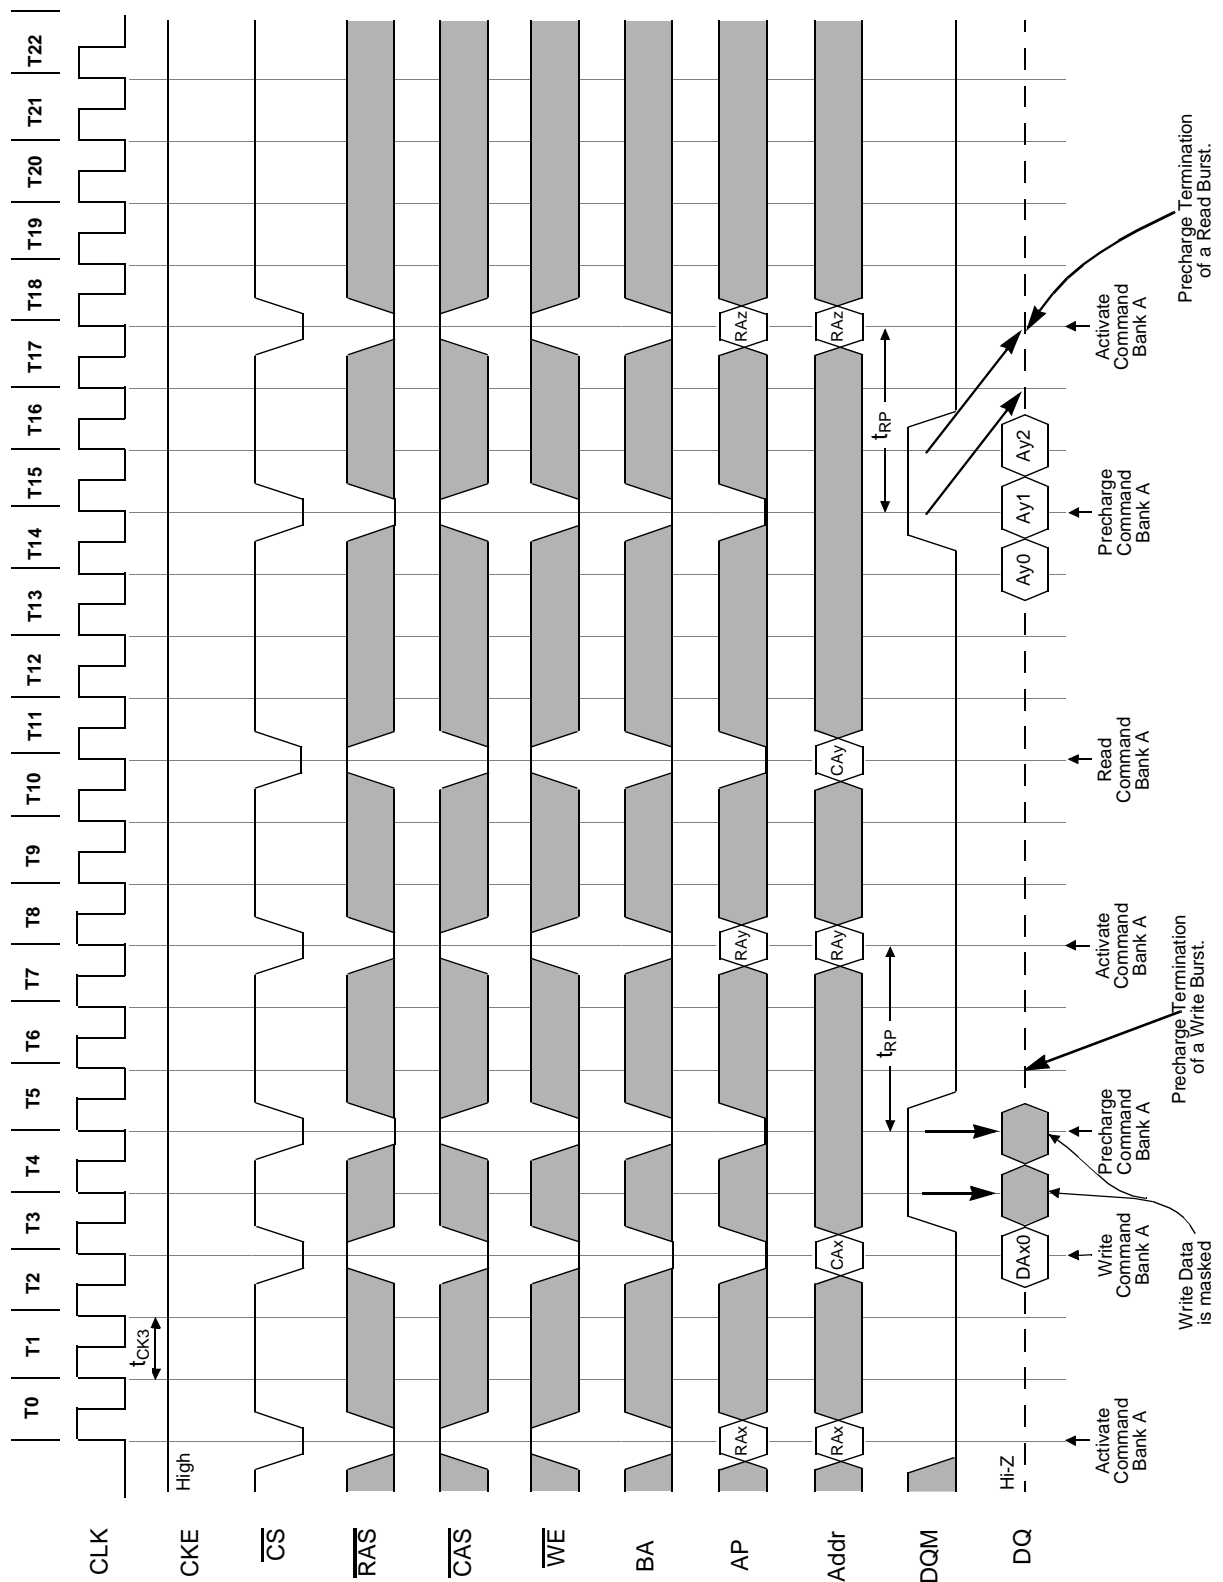 T0 T1 T2 T3 T4 T5 T6 T7 T8 T9 T10 T11 T12 T13 T14 T15 T16 T17 T18 T19 T20 T21 T22
CLK
tCK3
CKE
High
CS
RAS
CAS
WE
BA
AP
RAx
RAy
RAz
Addr
RAx
CAx
RAy
CAy
RAz
DQM
tRP
tRP
DQ
Hi-Z
DAx0
Ay0
Ay1
Ay2
Activate
Command
Bank A
Write
Command
Bank A
Precharge
Command
Bank A
Activate
Command
Bank A
Read
Command
Bank A
Precharge
Command
Bank A
Activate
Command
Bank A
Write Data
is masked
Precharge Termination
of a Write Burst.
Precharge Termination
of a Read Burst.